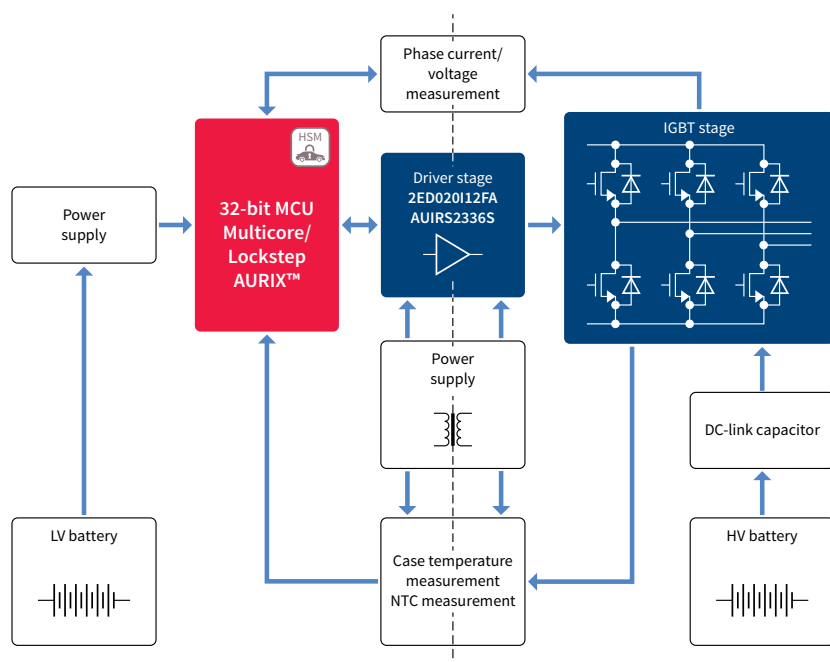 Phase current/
voltage
measurement
HSM
IGBT stage
Driver stage
2ED020I12FA
AUIRS2336S
Power
supply
32-bit MCU
Multicore/
Lockstep
AURIX™
Power
supply
DC-link capacitor
LV battery
Case temperature
measurement
NTC measurement
HV battery